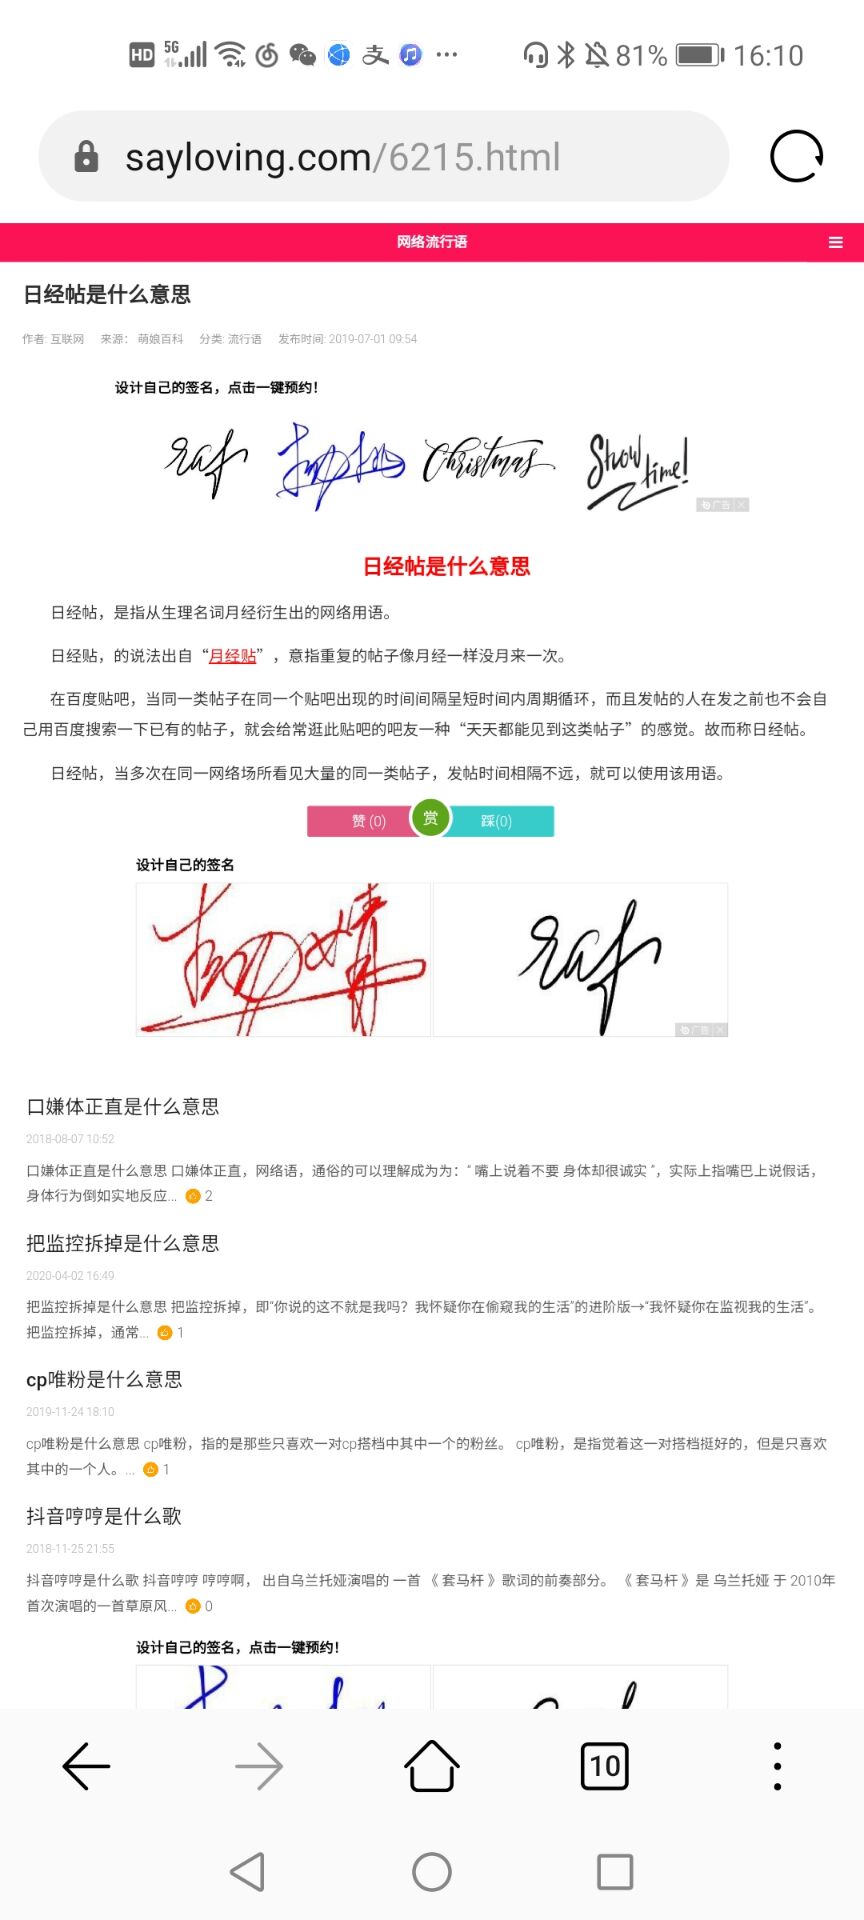 HD 5G 81% 16:10
sayloving.com/6215.html
网络流行语
日经帖是什么意思
作者: 互联网 来源: 萌娘百科 分类: 流行语 发布时间: 2019-07-01 09:54
设计自己的签名，点击一键预约！
raf Christmas Show time!
广告
日经帖是什么意思
日经帖，是指从生理名词月经衍生出的网络用语。
日经贴，的说法出自“月经贴”，意指重复的帖子像月经一样没月来一次。
在百度贴吧，当同一类帖子在同一个贴吧出现的时间间隔呈短时间内周期循环，而且发帖的人在发之前也不会自
己用百度搜索一下已有的帖子，就会给常逛此贴吧的吧友一种“天天都能见到这类帖子”的感觉。故而称日经帖。
日经帖，当多次在同一网络场所看见大量的同一类帖子，发帖时间相隔不远，就可以使用该用语。
赞 (0) 赏 踩(0)
设计自己的签名
raf
广告
口嫌体正直是什么意思
2018-08-07 10:52
口嫌体正直是什么意思 口嫌体正直，网络语，通俗的可以理解成为为：“ 嘴上说着不要 身体却很诚实 ”，实际上指嘴巴上说假话，
身体行为倒如实地反应... 2
把监控拆掉是什么意思
2020-04-02 16:49
把监控拆掉是什么意思 把监控拆掉，即“你说的这不就是我吗？我怀疑你在偷窥我的生活”的进阶版→“我怀疑你在监视我的生活”。
把监控拆掉，通常... 1
cp唯粉是什么意思
2019-11-24 18:10
cp唯粉是什么意思 cp唯粉，指的是那些只喜欢一对cp搭档中其中一个的粉丝。 cp唯粉，是指觉着这一对搭档挺好的，但是只喜欢
其中的一个人。... 1
抖音哼哼是什么歌
2018-11-25 21:55
抖音哼哼是什么歌 抖音哼哼 哼哼啊， 出自乌兰托娅演唱的 一首 《 套马杆 》歌词的前奏部分。 《 套马杆 》是 乌兰托娅 于 2010年
首次演唱的一首草原风... 0
设计自己的签名，点击一键预约！
10